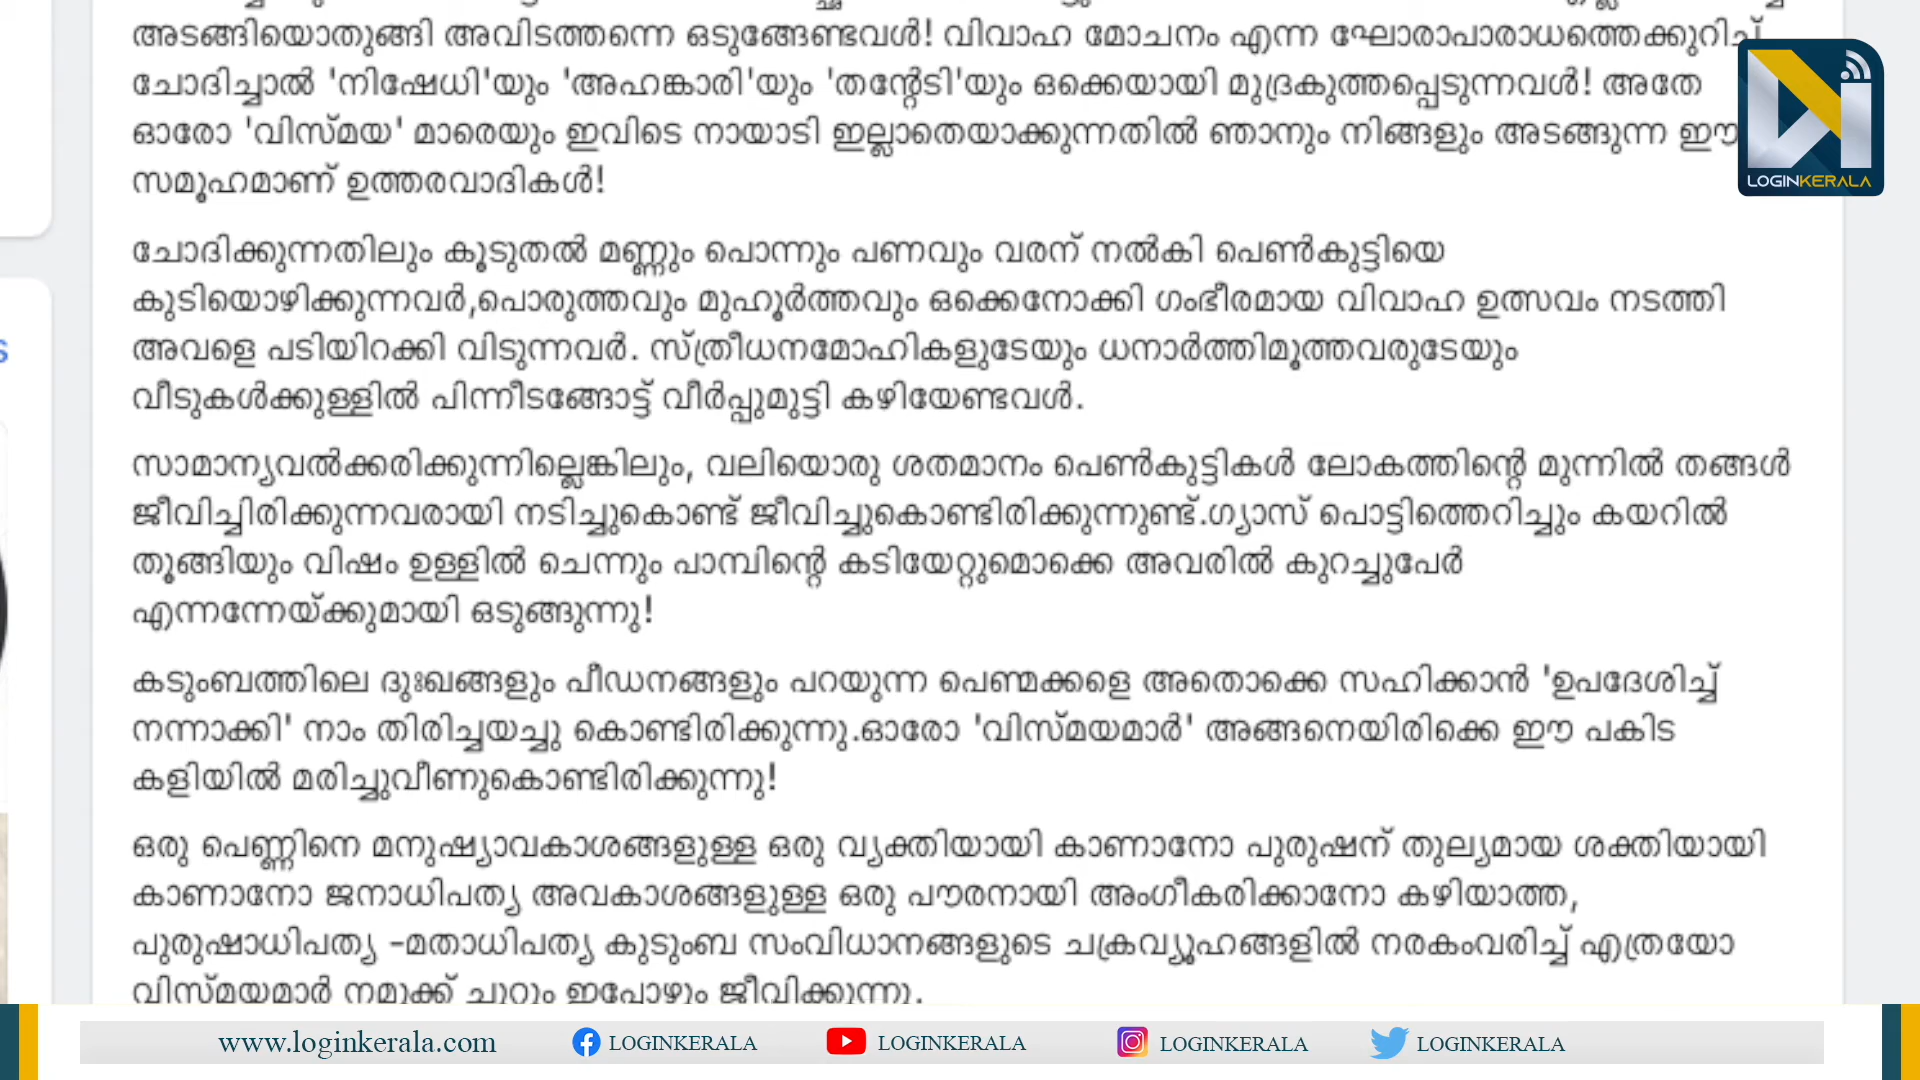 അടങ്ങിയൊതുങ്ങി അവിടത്തന്നെ ഒടുങ്ങേണ്ടവൾ! വിവാഹ മോചനം എന്ന ഘോരാപാരാധത്തെക്കുറിച്ച്
ചോദിച്ചാൽ 'നിഷേധി'യും 'അഹങ്കാരി'യും 'തന്റേടി'യും ഒക്കെയായി മുദ്രകുത്തപ്പെടുന്നവൾ! അതേ
ഓരോ 'വിസ്മയ' മാരെയും ഇവിടെ നായാടി ഇല്ലാതെയാക്കുന്നതിൽ ഞാനും നിങ്ങളും അടങ്ങുന്ന ഈ
സമൂഹമാണ് ഉത്തരവാദികൾ!
ചോദിക്കുന്നതിലും കൂടുതൽ മണ്ണും പൊന്നും പണവും വരന് നൽകി പെൺകുട്ടിയെ
കുടിയൊഴിക്കുന്നവർ,പൊരുത്തവും മുഹൂർത്തവും ഒക്കെനോക്കി ഗംഭീരമായ വിവാഹ ഉത്സവം നടത്തി
അവളെ പടിയിറക്കി വിടുന്നവർ. സ്ത്രീധനമോഹികളുടേയും ധനാർത്തിമൂത്തവരുടേയും
വീടുകൾക്കുള്ളിൽ പിന്നീടങ്ങോട്ട് വീർപ്പുമുട്ടി കഴിയേണ്ടവൾ.
സാമാന്യവൽക്കരിക്കുന്നില്ലെങ്കിലും, വലിയൊരു ശതമാനം പെൺകുട്ടികൾ ലോകത്തിന്റെ മുന്നിൽ തങ്ങൾ
ജീവിച്ചിരിക്കുന്നവരായി നടിച്ചുകൊണ്ട് ജീവിച്ചുകൊണ്ടിരിക്കുന്നുണ്ട്.ഗ്യാസ് പൊട്ടിത്തെറിച്ചും കയറിൽ
തൂങ്ങിയും വിഷം ഉള്ളിൽ ചെന്നും പാമ്പിന്റെ കടിയേറ്റുമൊക്കെ അവരിൽ കുറച്ചുപേർ
എന്നന്നേയ്ക്കുമായി ഒടുങ്ങുന്നു!
കടുംബത്തിലെ ദുഃഖങ്ങളും പീഡനങ്ങളും പറയുന്ന പെണ്മക്കളെ അതൊക്കെ സഹിക്കാൻ 'ഉപദേശിച്ച്
നന്നാക്കി' നാം തിരിച്ചയച്ചു കൊണ്ടിരിക്കുന്നു.ഓരോ 'വിസ്മയമാർ' അങ്ങനെയിരിക്കെ ഈ പകിട
കളിയിൽ മരിച്ചുവീണുകൊണ്ടിരിക്കുന്നു!
ഒരു പെണ്ണിനെ മനുഷ്യാവകാശങ്ങളുള്ള ഒരു വ്യക്തിയായി കാണാനോ പുരുഷന് തുല്യമായ ശക്തിയായി
കാണാനോ ജനാധിപത്യ അവകാശങ്ങളുള്ള ഒരു പൗരനായി അംഗീകരിക്കാനോ കഴിയാത്ത,
പുരുഷാധിപത്യ -മതാധിപത്യ കുടുംബ സംവിധാനങ്ങളുടെ ചക്രവ്യൂഹങ്ങളിൽ നരകംവരിച്ച് എത്രയോ
വിസ്മയമാർ നമുക്ക് ചുറ്റും ഇപ്പോഴും ജീവിക്കുന്നു.
LOGINKERALA
www.loginkerala.com LOGINKERALA LOGINKERALA LOGINKERALA LOGINKERALA